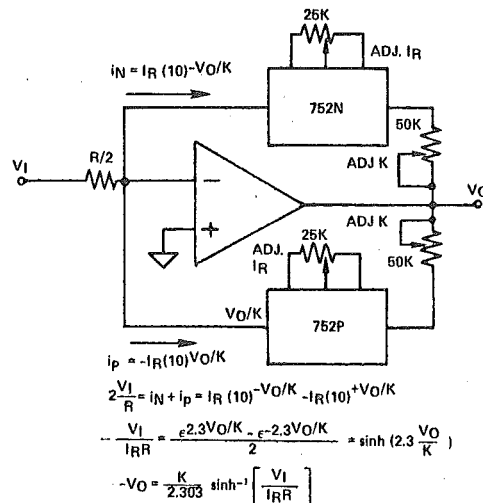 25K
ADJ. IR
iN = IR (10) -VO/K
752N
50K
ADJ K
VI
R/2
−
+
VO
ADJ K
25K
ADJ. IR
50K
VO/K
752P
iP = -IR(10) VO/K
2 VI/R = iN + iP = IR (10) -VO/K -IR(10) +VO/K
- VI/IRR = ε2.3VO/K - ε-2.3VO/K / 2 = sinh (2.3 VO/K )
-VO = K/2.303 sinh-1 [ VI/IRR ]